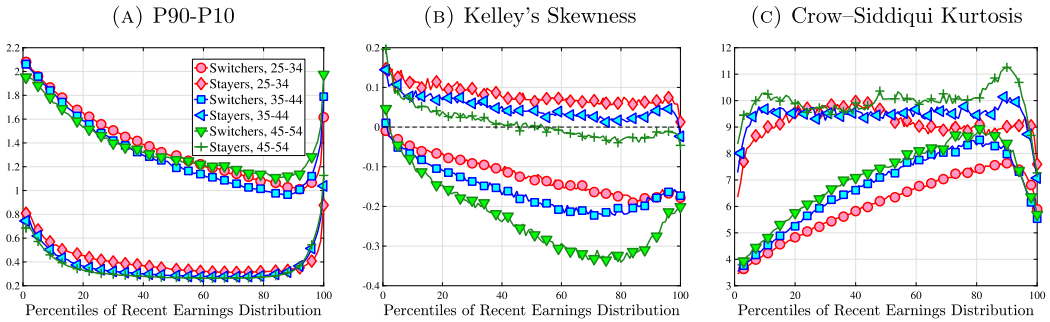 (A) P90-P10
(B) Kelley's Skewness
(C) Crow–Siddiqui Kurtosis
2.2
2
1.8
1.6
1.4
1.2
1
0.8
0.6
0.4
0.2
0 20 40 60 80 100
Percentiles of Recent Earnings Distribution
Switchers, 25-34
Stayers, 25-34
Switchers, 35-44
Stayers, 35-44
Switchers, 45-54
Stayers, 45-54
0.2
0.1
0
-0.1
-0.2
-0.3
-0.4
0 20 40 60 80 100
Percentiles of Recent Earnings Distribution
12
11
10
9
8
7
6
5
4
3
0 20 40 60 80 100
Percentiles of Recent Earnings Distribution